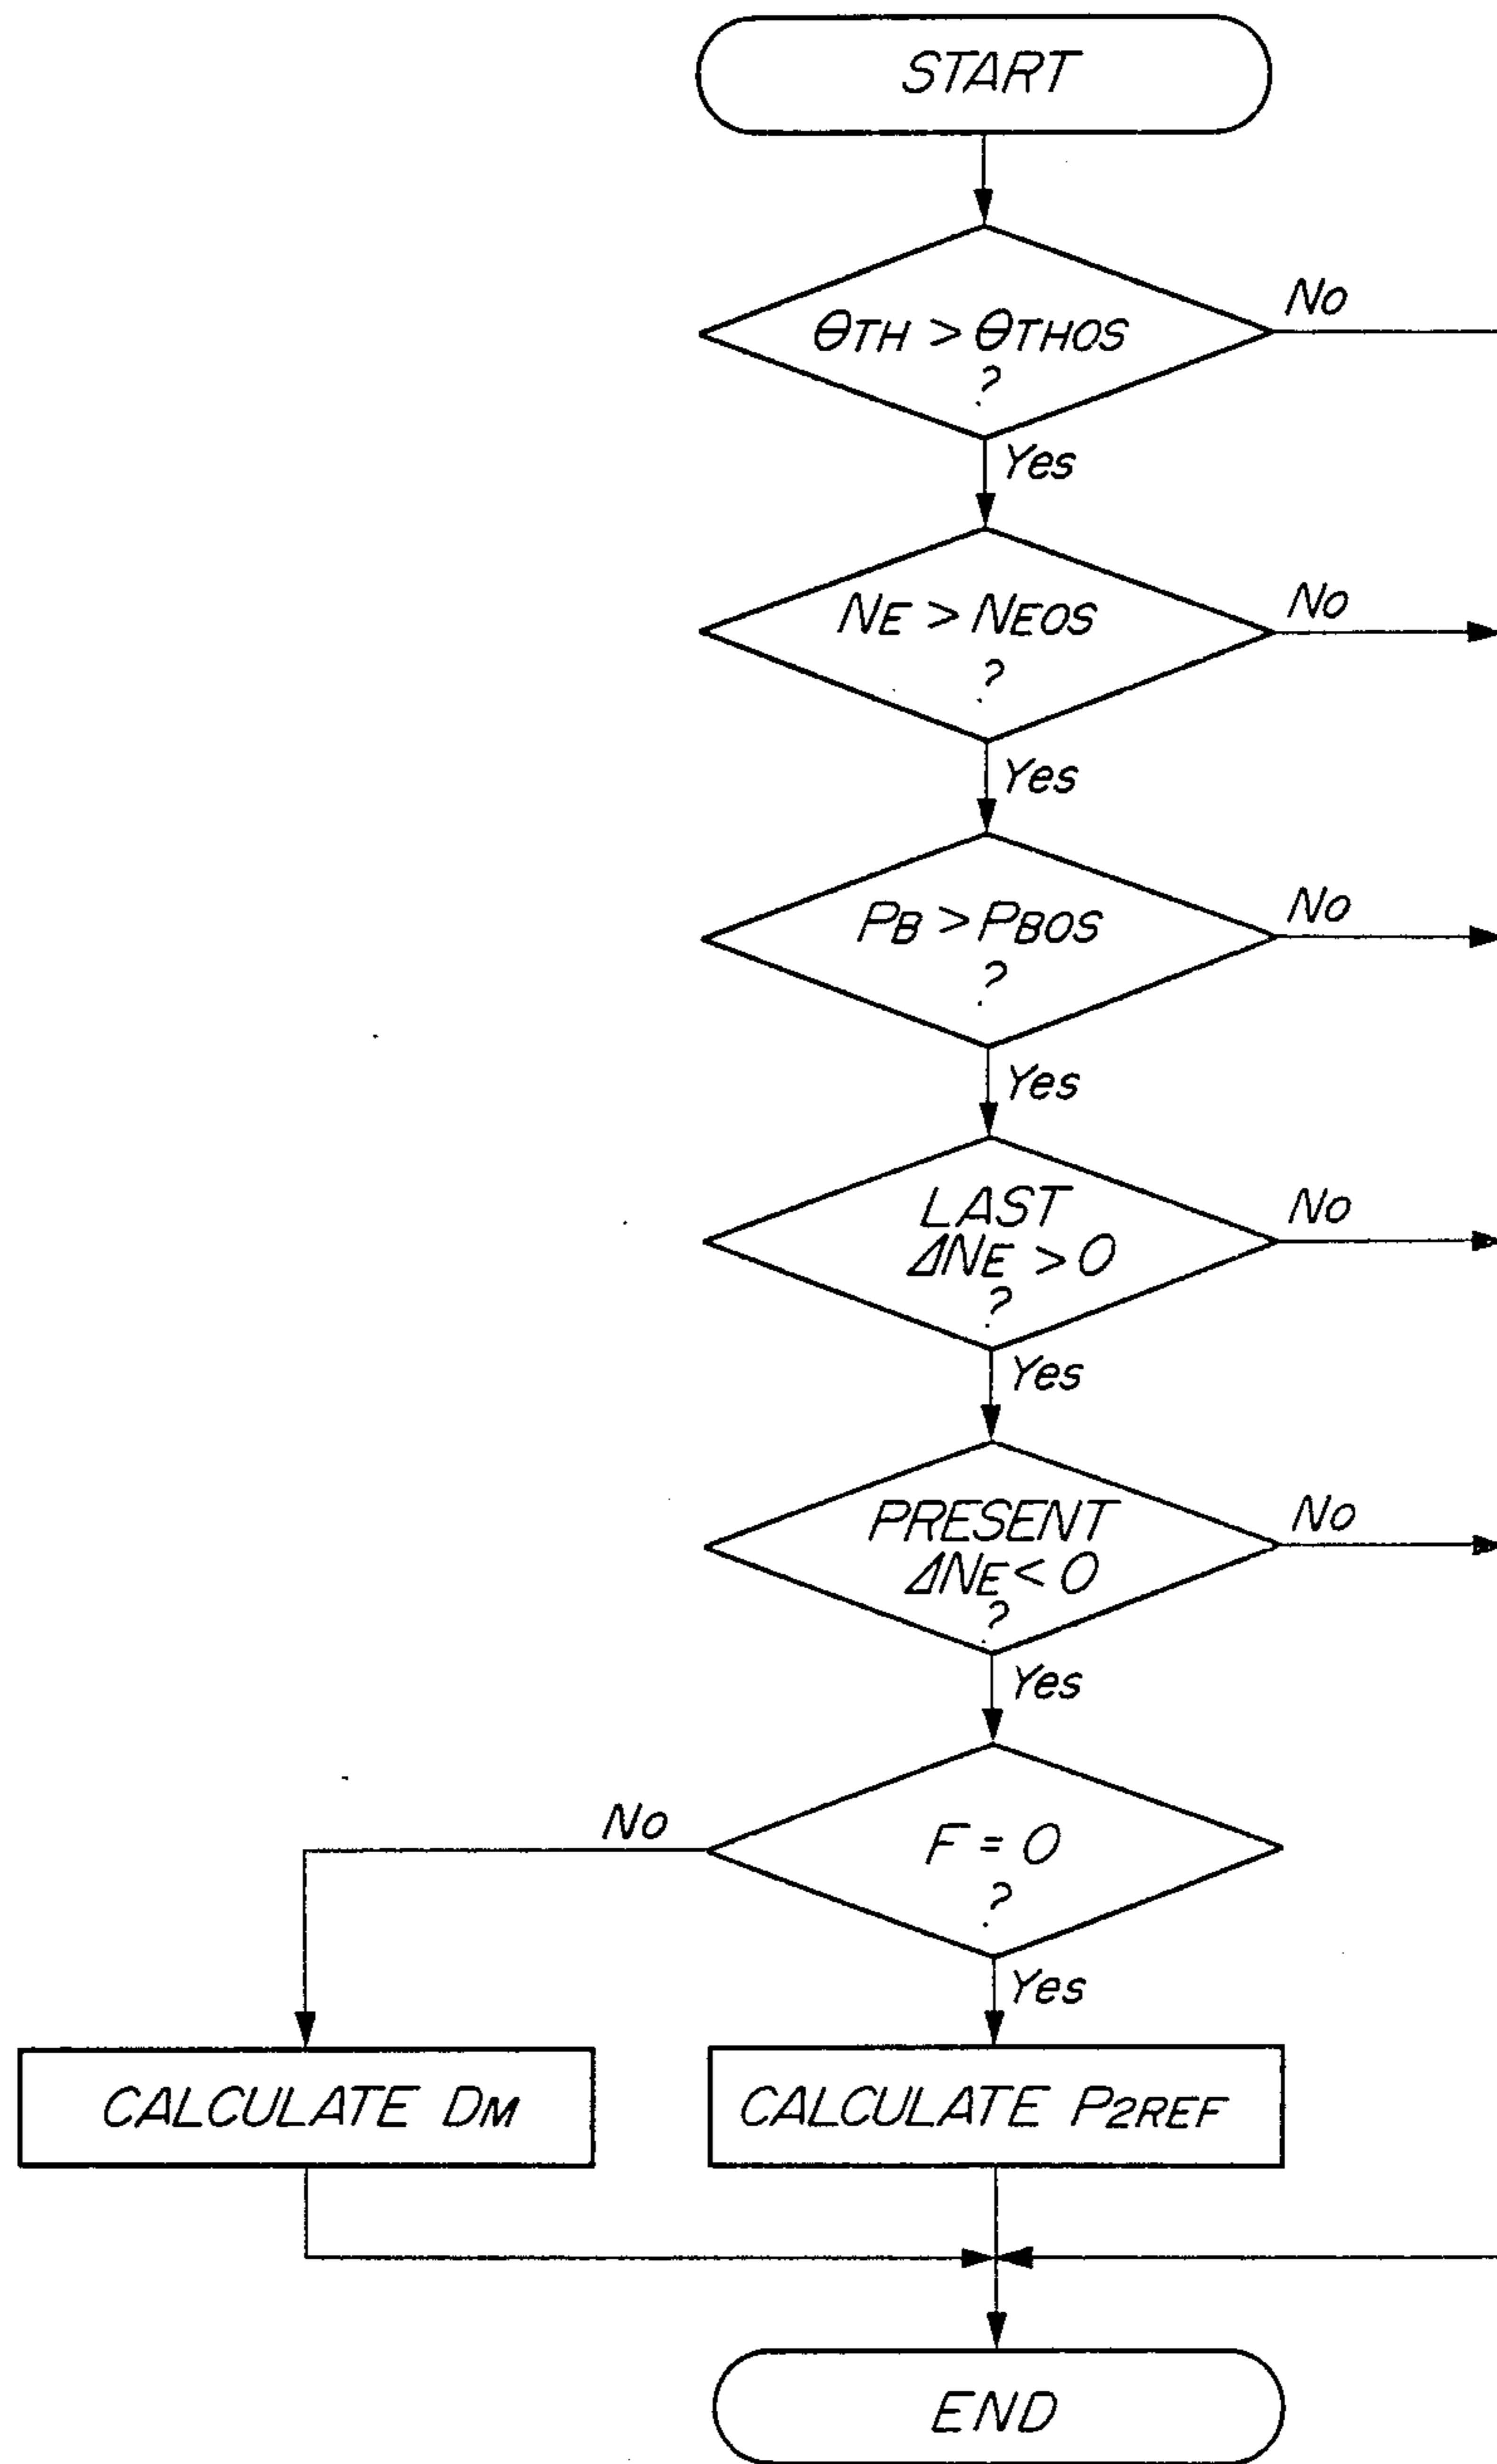 START
θTH > θTHOS
?
No
Yes
NE > NEOS
?
No
Yes
PB > PBOS
?
No
Yes
LAST
ΔNE > 0
?
No
Yes
PRESENT
ΔNE < 0
?
No
Yes
F = 0
?
No
Yes
CALCULATE DM
CALCULATE P2REF
END